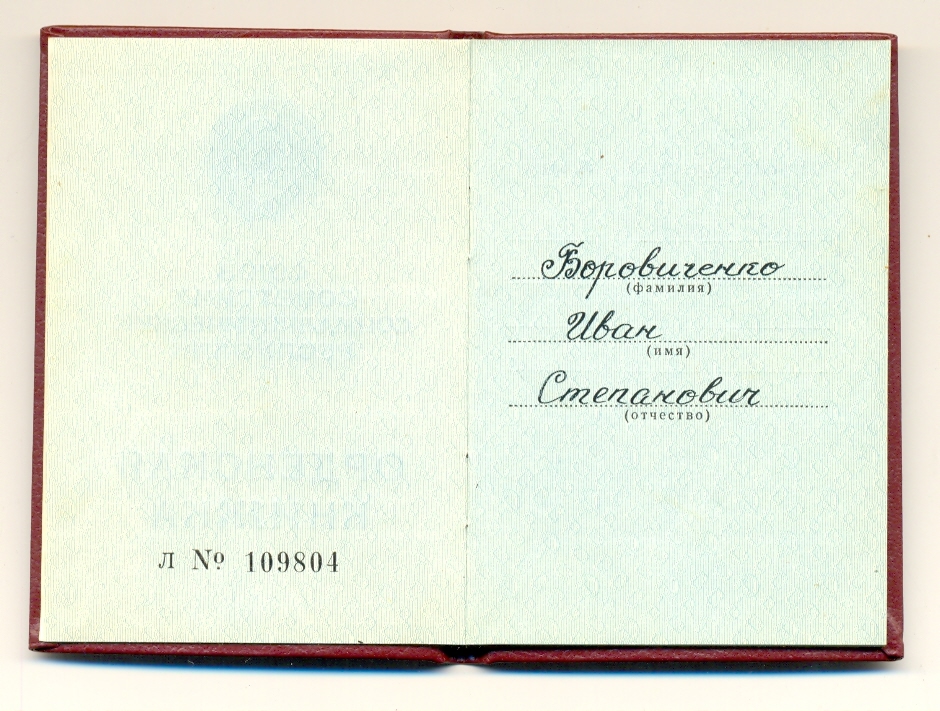 л № 109804
Боровиченко
(фамилия)
Иван
(имя)
Степанович
(отчество)